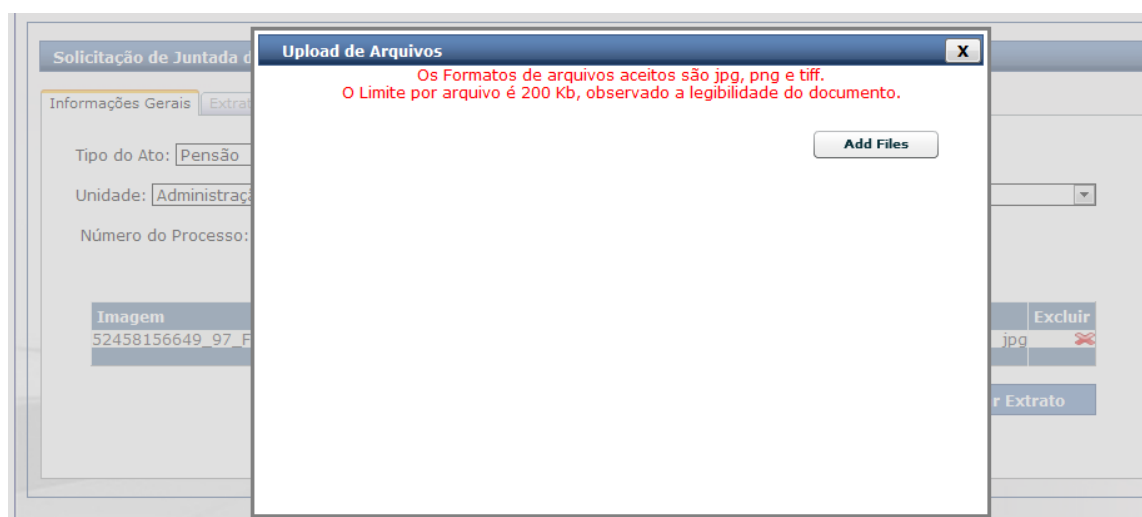 Solicitação de Juntada d
Upload de Arquivos
X
Os Formatos de arquivos aceitos são jpg, png e tiff.
O Limite por arquivo é 200 Kb, observado a legibilidade do documento.
Informações Gerais Extrat
Add Files
Tipo do Ato: Pensão
Unidade: Administraçã
Número do Processo:
Imagem Excluir
52458156649_97_F jpg
r Extrato